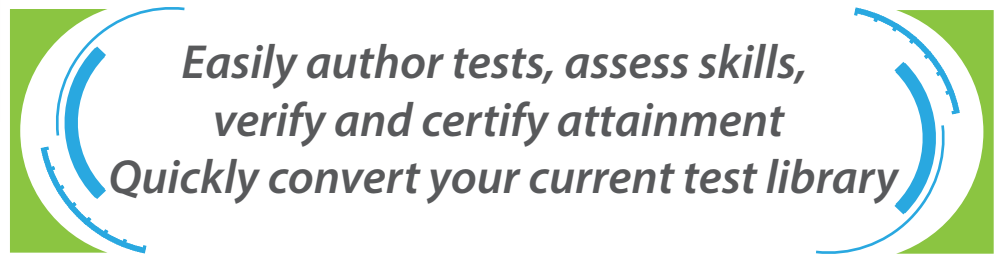 Easily author tests, assess skills,
verify and certify attainment
Quickly convert your current test library